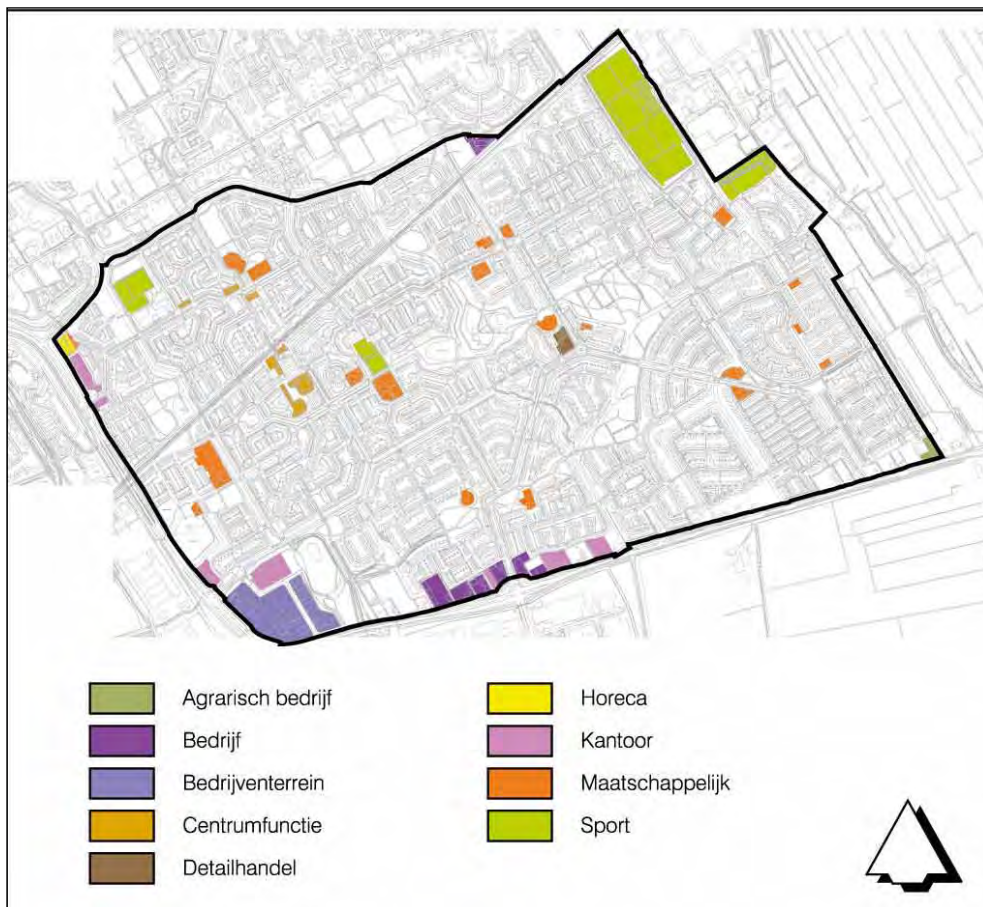 Agrarisch bedrijf
Bedrijf
Bedrijventerrein
Centrumfunctie
Detailhandel
Horeca
Kantoor
Maatschappelijk
Sport